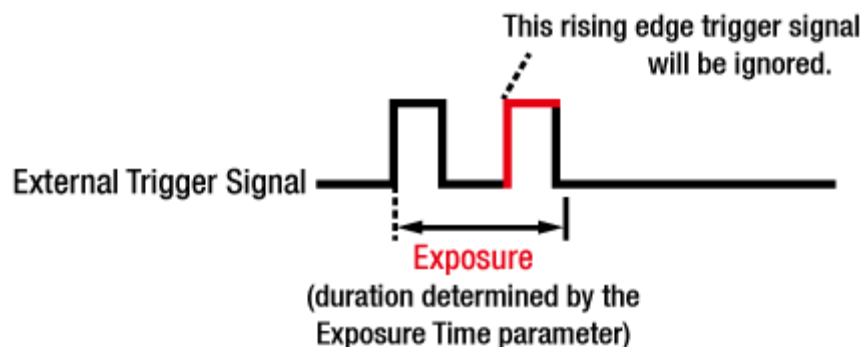 This rising edge trigger signal
will be ignored.
External Trigger Signal
Exposure
(duration determined by the
Exposure Time parameter)